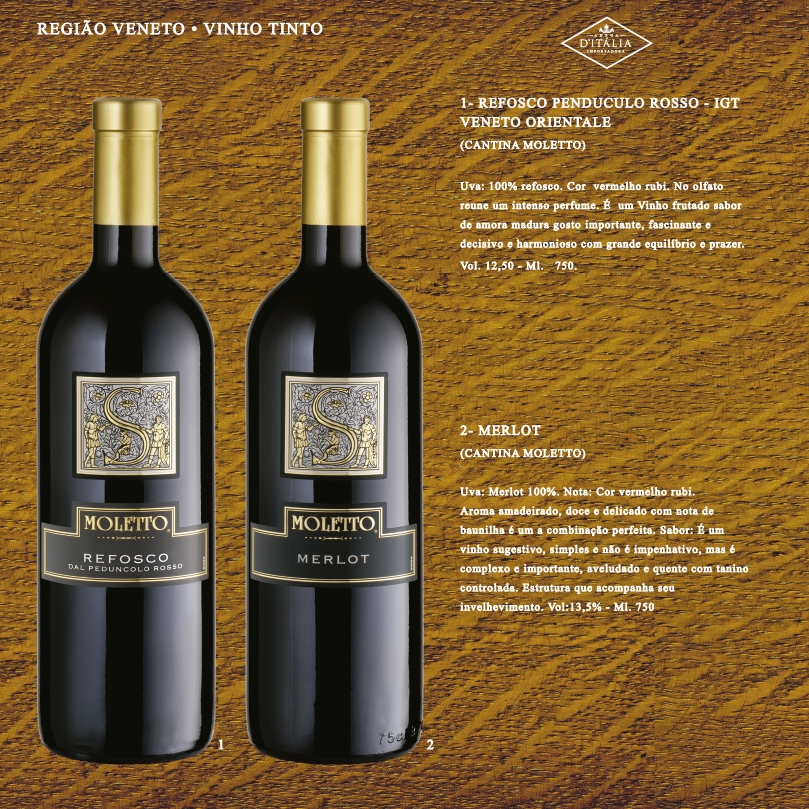 REGIÃO VENETO • VINHO TINTO
ADEGA
D'ITÁLIA
IMPORTADORA
1- REFOSCO PENDUCULO ROSSO - IGT
VENETO ORIENTALE
(CANTINA MOLETTO)
Uva: 100% refosco. Cor vermelho rubi. No olfato
reune um intenso perfume. É um Vinho frutado sabor
de amora madura gosto importante, fascinante e
decisivo e harmonioso com grande equilíbrio e prazer.
Vol. 12,50 - Ml. 750.
2- MERLOT
(CANTINA MOLETTO)
Uva: Merlot 100%. Nota: Cor vermelho rubi.
Aroma amadeirado, doce e delicado com nota de
baunilha é um a combinação perfeita. Sabor: É um
vinho sugestivo, simples e não é impenhativo, mas é
complexo e importante, aveludado e quente com tanino
controlada. Estrutura que acompanha seu
invelhevimento. Vol:13,5% - Ml. 750
S
MOLETTO
REFOSCO
DAL PEDUNCOLO ROSSO
1
S
MOLETTO
MERLOT
2